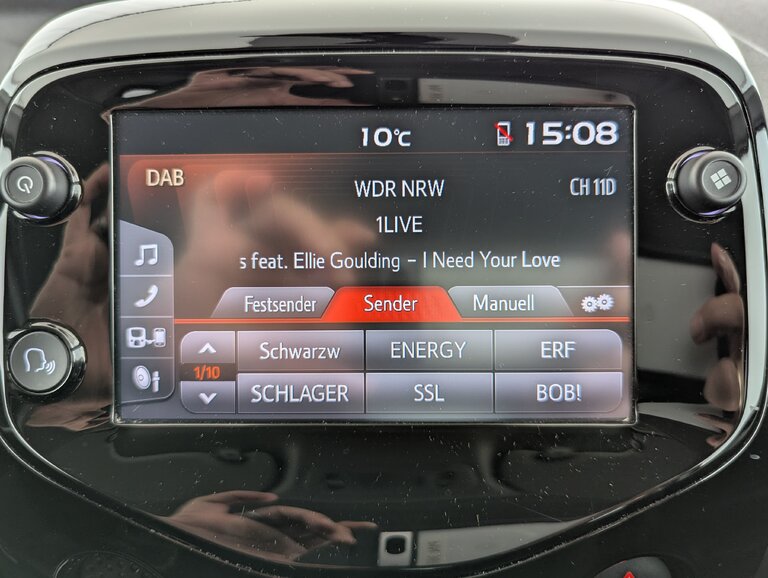 10°C 15:08
DAB
WDR NRW CH 11D
1LIVE
s feat. Ellie Goulding - I Need Your Love
Festsender Sender Manuell
Schwarzw ENERGY ERF
1/10
SCHLAGER SSL BOB!